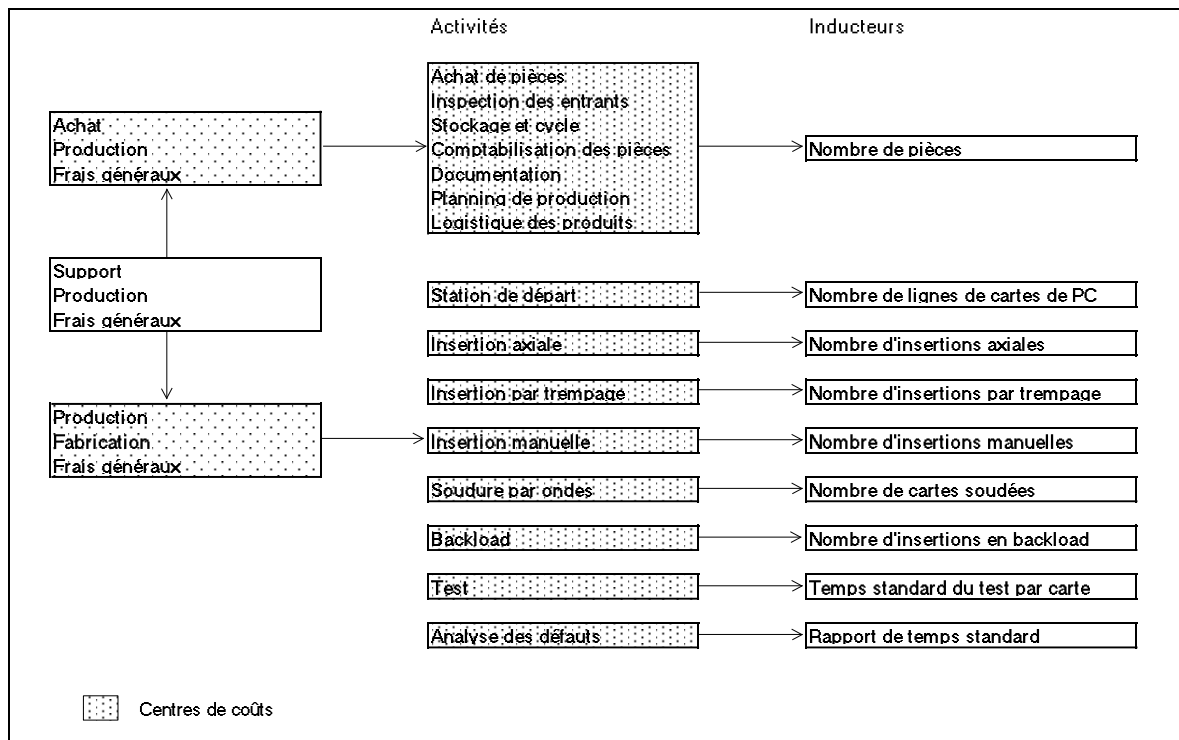 Activités
Inducteurs
Achat de pièces
Inspection des entrants
Stockage et cycle
Comptabilisation des pièces
Documentation
Planning de production
Logistique des produits
Achat
Production
Frais généraux
Nombre de pièces
Support
Production
Frais généraux
Station de départ
Nombre de lignes de cartes de PC
Insertion axiale
Nombre d'insertions axiales
Insertion par trempage
Nombre d'insertions par trempage
Production
Fabrication
Frais généraux
Insertion manuelle
Nombre d'insertions manuelles
Soudure par ondes
Nombre de cartes soudées
Backload
Nombre d'insertions en backload
Test
Temps standard du test par carte
Analyse des défauts
Rapport de temps standard
Centres de coûts